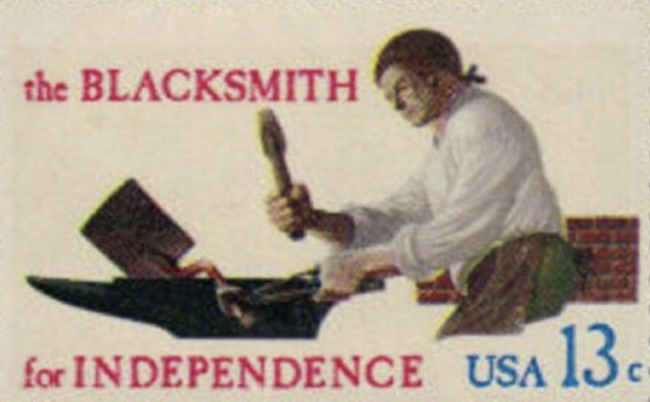 the BLACKSMITH
for INDEPENDENCE
USA 13c